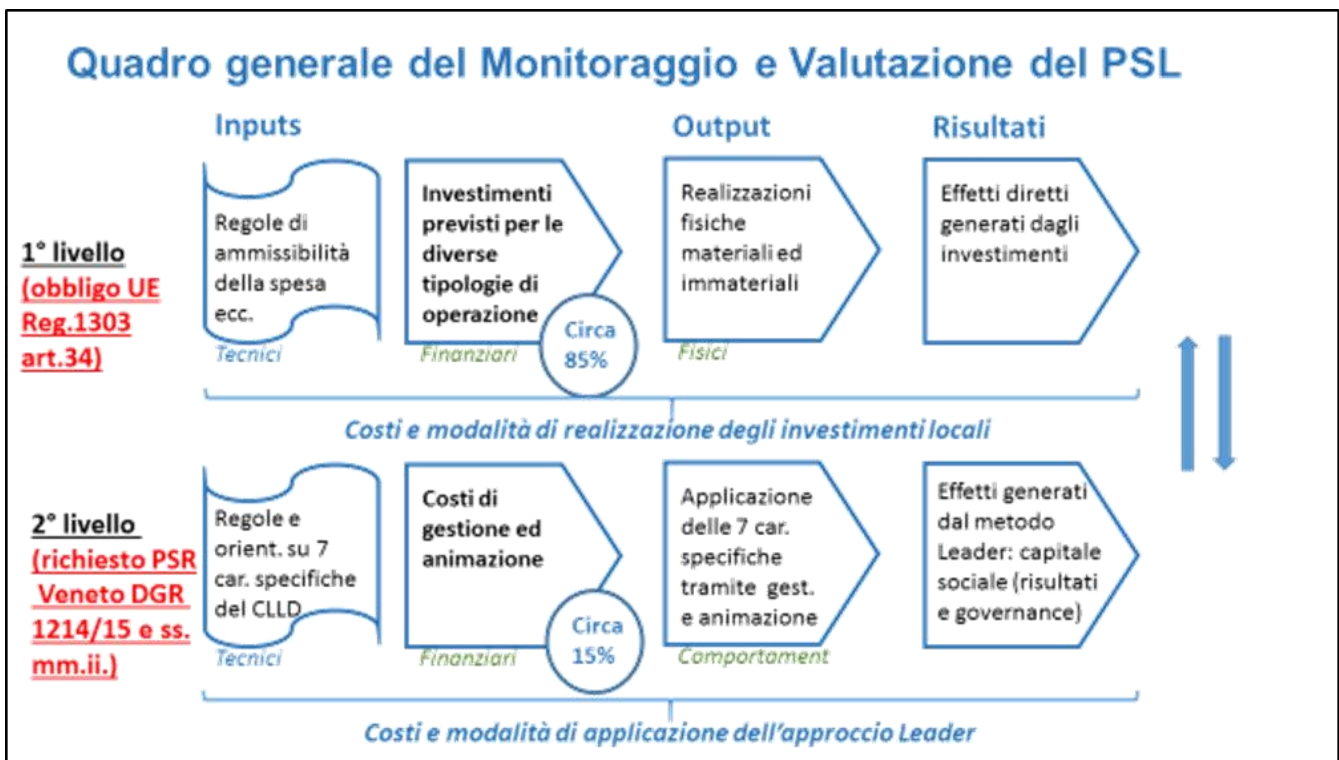 Quadro generale del Monitoraggio e Valutazione del PSL
Inputs
Output
Risultati
1° livello
(obbligo UE
Reg.1303
art.34)
Regole di
ammissibilità
della spesa
ecc.
Tecnici
Investimenti
previsti per le
diverse
tipologie di
operazione
Finanziari
Circa
85%
Realizzazioni
fisiche
materiali ed
immateriali
Fisici
Effetti diretti
generati dagli
investimenti
Costi e modalità di realizzazione degli investimenti locali
2° livello
(richiesto PSR
Veneto DGR
1214/15 e ss.
mm.ii.)
Regole e
orient. su 7
car. specifiche
del CLLD
Tecnici
Costi di
gestione ed
animazione
Finanziari
Circa
15%
Applicazione
delle 7 car.
specifiche
tramite gest.
e animazione
Comportament
Effetti generati
dal metodo
Leader: capitale
sociale (risultati
e governance)
Costi e modalità di applicazione dell'approccio Leader